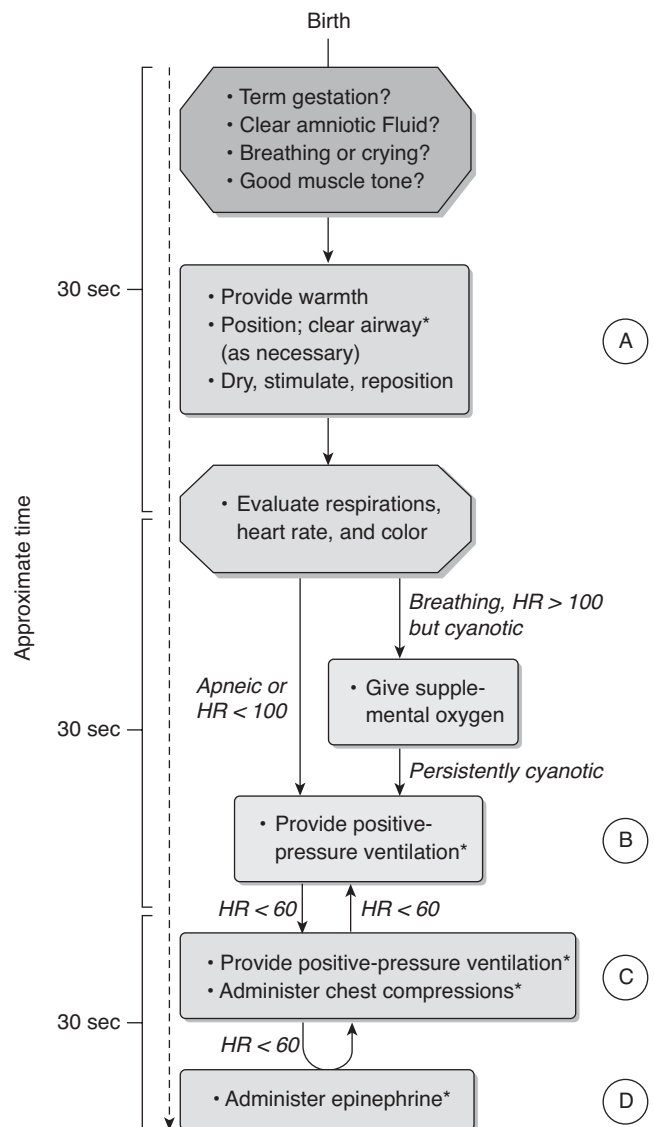 Birth
• Term gestation?
• Clear amniotic Fluid?
• Breathing or crying?
• Good muscle tone?
30 sec
• Provide warmth
• Position; clear airway*
(as necessary)
• Dry, stimulate, reposition
A
Approximate time
• Evaluate respirations,
heart rate, and color
Breathing, HR > 100
but cyanotic
Apneic or
HR < 100
• Give supple-
mental oxygen
30 sec
Persistently cyanotic
• Provide positive-
pressure ventilation*
B
HR < 60
HR < 60
• Provide positive-pressure ventilation*
• Administer chest compressions*
C
30 sec
HR < 60
• Administer epinephrine*
D